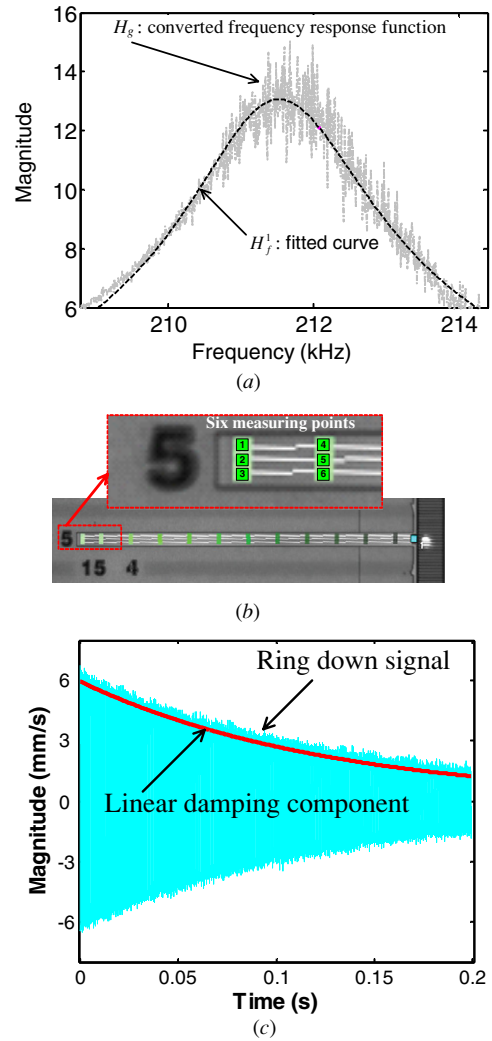 16
14
12
10
8
6
Magnitude
H_g : converted frequency response function
H_f^1 : fitted curve
210
212
214
Frequency (kHz)
(a)
Six measuring points
5
1
2
3
4
5
6
5
15
4
(b)
6
3
0
-3
-6
Magnitude (mm/s)
Ring down signal
Linear damping component
0
0.05
0.1
0.15
0.2
Time (s)
(c)